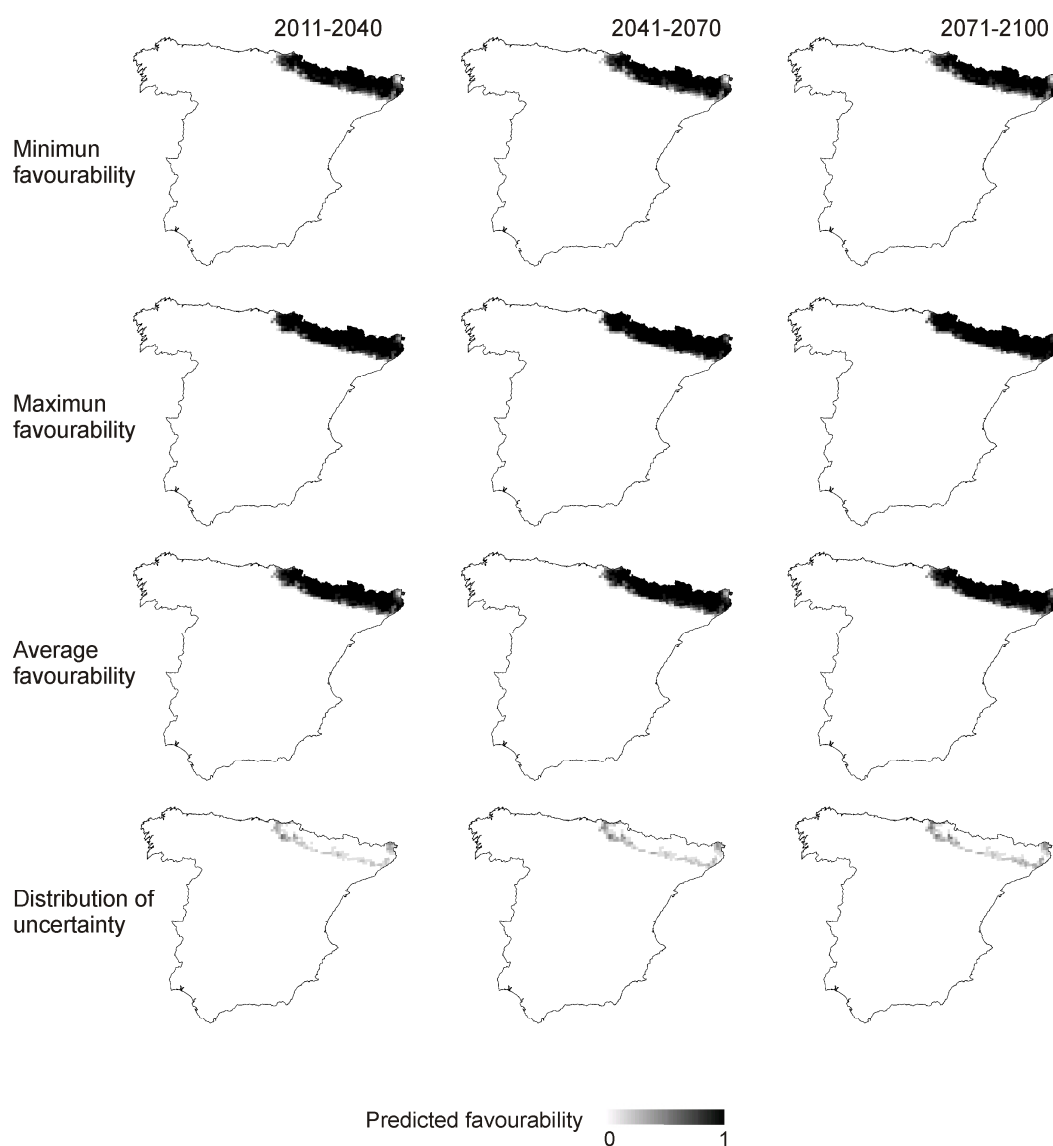 2011-2040
2041-2070
2071-2100
Minimun
favourability
Maximun
favourability
Average
favourability
Distribution of
uncertainty
Predicted favourability
0
1